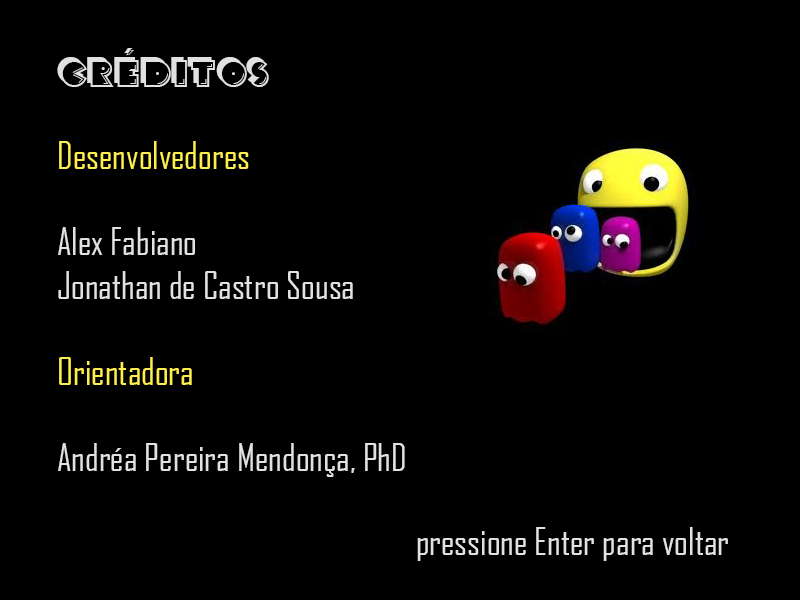 CRÉDITOS
Desenvolvedores
Alex Fabiano
Jonathan de Castro Sousa
Orientadora
Andréa Pereira Mendonça, PhD
pressione Enter para voltar